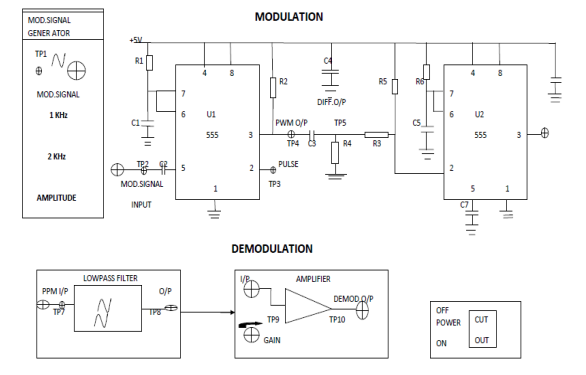 MODULATION
MOD.SIGNAL
GENER ATOR
TP1
MOD.SIGNAL
1 KHz
2 KHz
AMPLITUDE
+5V
R1
4
8
7
6
U1
555
3
5
2
1
C1
TP2
C2
MOD.SIGNAL
INPUT
R2
C4
DIFF.O/P
PWM O/P
TP5
TP4
C3
R4
R3
PULSE
TP3
R5
R6
C5
4
8
7
6
U2
555
3
2
5
1
C7
DEMODULATION
LOWPASS FILTER
PPM I/P
O/P
TP7
TP8
I/P
AMPLIFIER
DEMOD.O/P
TP9
TP10
GAIN
OFF
POWER
ON
CUT
OUT